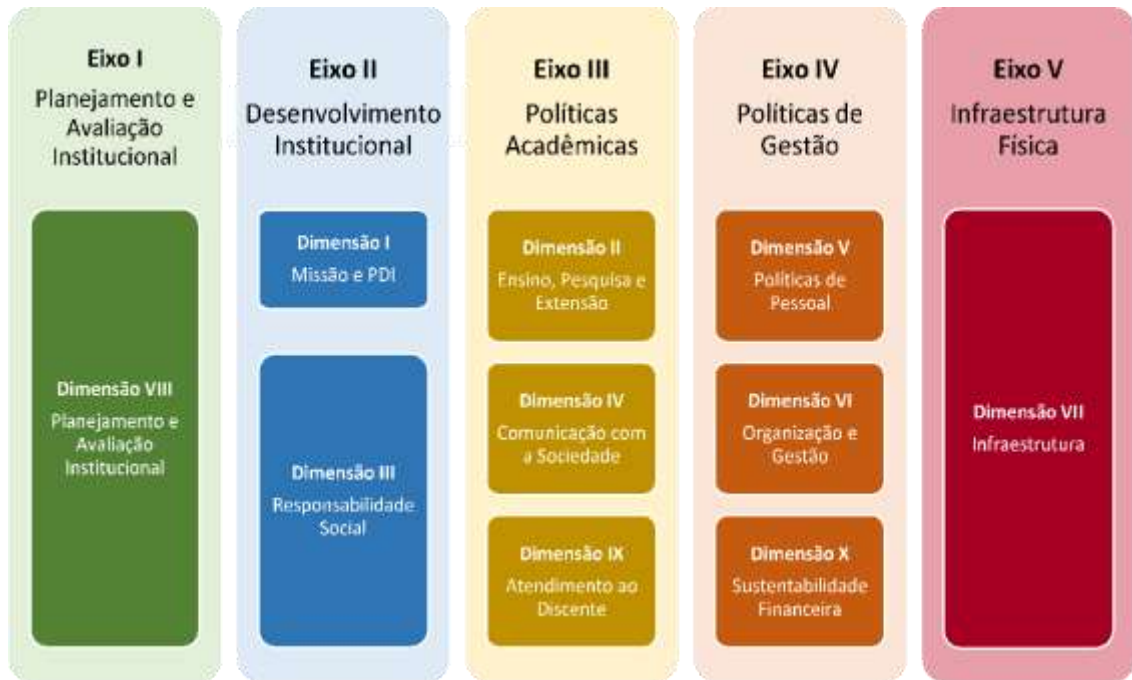 Eixo I
Planejamento e
Avaliação
Institucional
Dimensão VIII
Planejamento e
Avaliação
Institucional
Eixo II
Desenvolvimento
Institucional
Dimensão I
Missão e PDI
Dimensão III
Responsabilidade
Social
Eixo III
Políticas
Acadêmicas
Dimensão II
Ensino, Pesquisa e
Extensão
Dimensão IV
Comunicação com
a Sociedade
Dimensão IX
Atendimento ao
Discente
Eixo IV
Políticas de
Gestão
Dimensão V
Políticas de
Pessoal
Dimensão VI
Organização e
Gestão
Dimensão X
Sustentabilidade
Financeira
Eixo V
Infraestrutura
Física
Dimensão VII
Infraestrutura